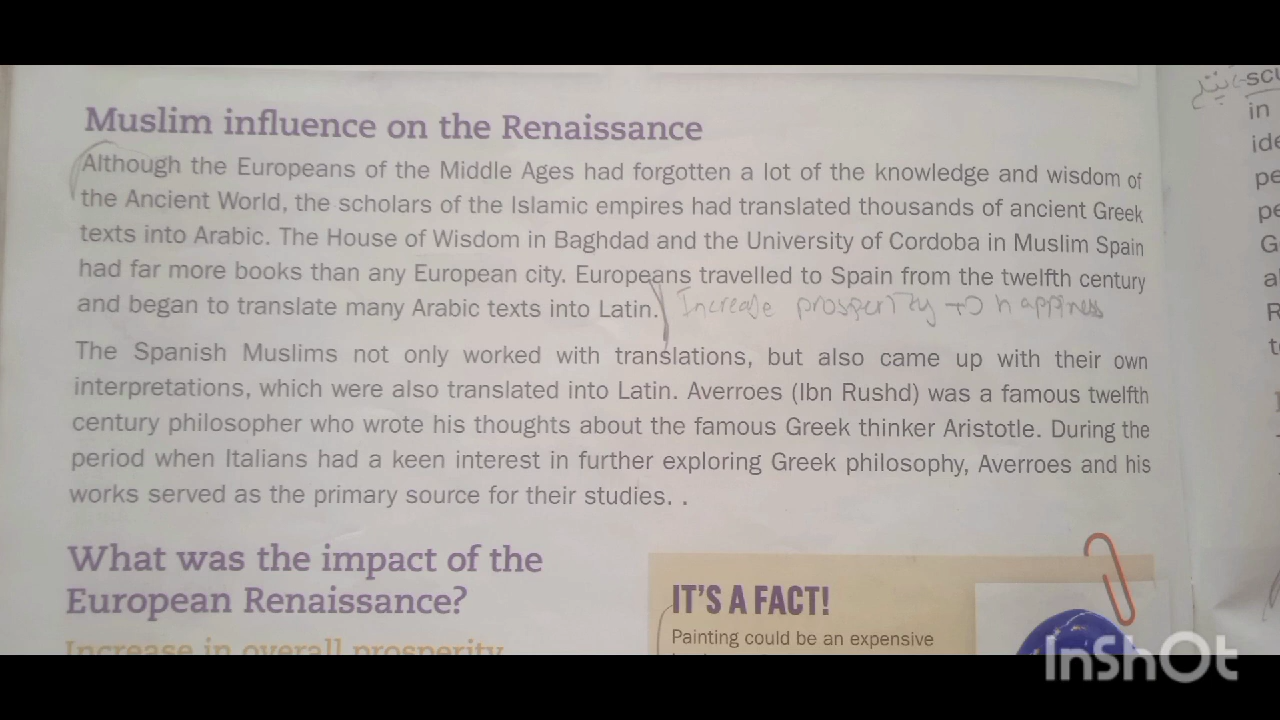 Muslim influence on the Renaissance
Although the Europeans of the Middle Ages had forgotten a lot of the knowledge and wisdom of
the Ancient World, the scholars of the Islamic empires had translated thousands of ancient Greek
texts into Arabic. The House of Wisdom in Baghdad and the University of Cordoba in Muslim Spain
had far more books than any European city. Europeans travelled to Spain from the twelfth century
and began to translate many Arabic texts into Latin. Increase prosperity to happiness
The Spanish Muslims not only worked with translations, but also came up with their own
interpretations, which were also translated into Latin. Averroes (Ibn Rushd) was a famous twelfth
century philosopher who wrote his thoughts about the famous Greek thinker Aristotle. During the
period when Italians had a keen interest in further exploring Greek philosophy, Averroes and his
works served as the primary source for their studies. .
What was the impact of the
European Renaissance?
Increase in overall prosperity
IT'S A FACT!
Painting could be an expensive
in
InShOt